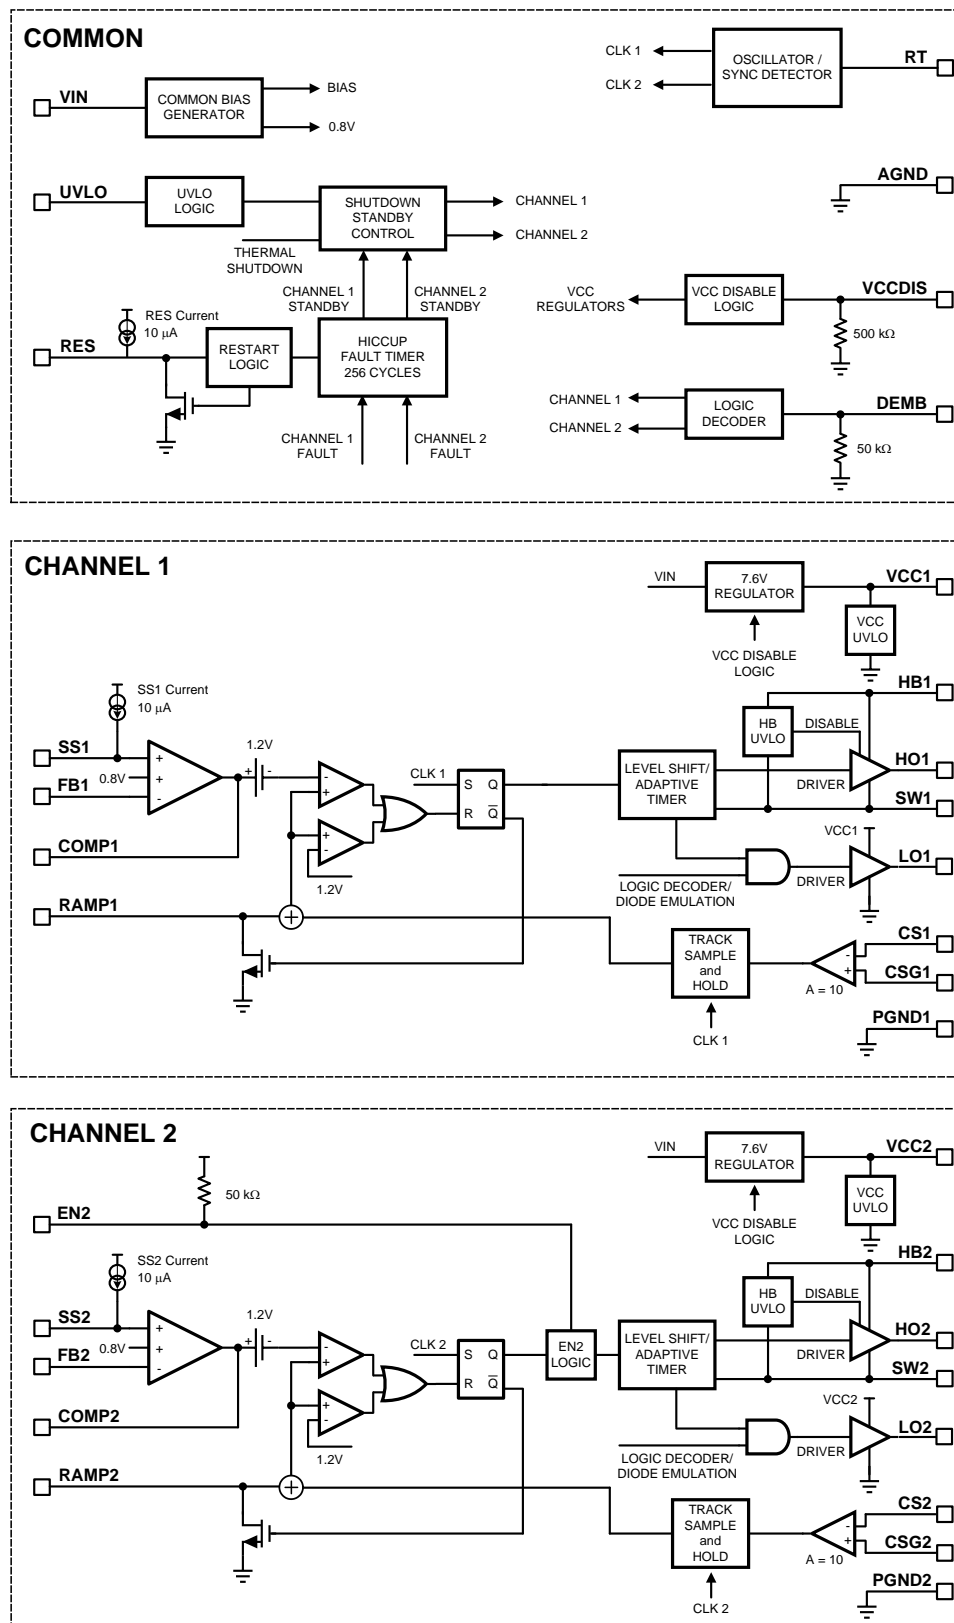 COMMON
CLK 1
CLK 2
OSCILLATOR /
SYNC DETECTOR
RT
VIN
COMMON BIAS
GENERATOR
BIAS
0.8V
UVLO
UVLO
LOGIC
SHUTDOWN
STANDBY
CONTROL
CHANNEL 1
CHANNEL 2
AGND
THERMAL
SHUTDOWN
CHANNEL 1
STANDBY
CHANNEL 2
STANDBY
VCC
REGULATORS
VCC DISABLE
LOGIC
VCCDIS
500 kΩ
RES Current
10 μA
RES
RESTART
LOGIC
HICCUP
FAULT TIMER
256 CYCLES
CHANNEL 1
CHANNEL 2
LOGIC
DECODER
DEMB
50 kΩ
CHANNEL 1
FAULT
CHANNEL 2
FAULT
CHANNEL 1
VIN
7.6V
REGULATOR
VCC1
VCC
UVLO
VCC DISABLE
LOGIC
SS1 Current
10 μA
HB1
HB
UVLO
DISABLE
SS1
0.8V
+
+
-
1.2V
+ -
-
+
CLK 1
S Q
R Q̅
LEVEL SHIFT/
ADAPTIVE
TIMER
DRIVER
HO1
FB1
SW1
COMP1
+
-
1.2V
VCC1
LO1
LOGIC DECODER/
DIODE EMULATION
DRIVER
RAMP1
+
TRACK
SAMPLE
and
HOLD
-
+
A = 10
CS1
CSG1
CLK 1
PGND1
CHANNEL 2
VIN
7.6V
REGULATOR
VCC2
VCC
UVLO
VCC DISABLE
LOGIC
50 kΩ
EN2
SS2 Current
10 μA
HB2
HB
UVLO
DISABLE
SS2
0.8V
+
+
-
1.2V
+ -
-
+
CLK 2
S Q
R Q̅
EN2
LOGIC
LEVEL SHIFT/
ADAPTIVE
TIMER
DRIVER
HO2
FB2
SW2
COMP2
+
-
1.2V
VCC2
LO2
LOGIC DECODER/
DIODE EMULATION
DRIVER
RAMP2
+
TRACK
SAMPLE
and
HOLD
-
+
A = 10
CS2
CSG2
CLK 2
PGND2